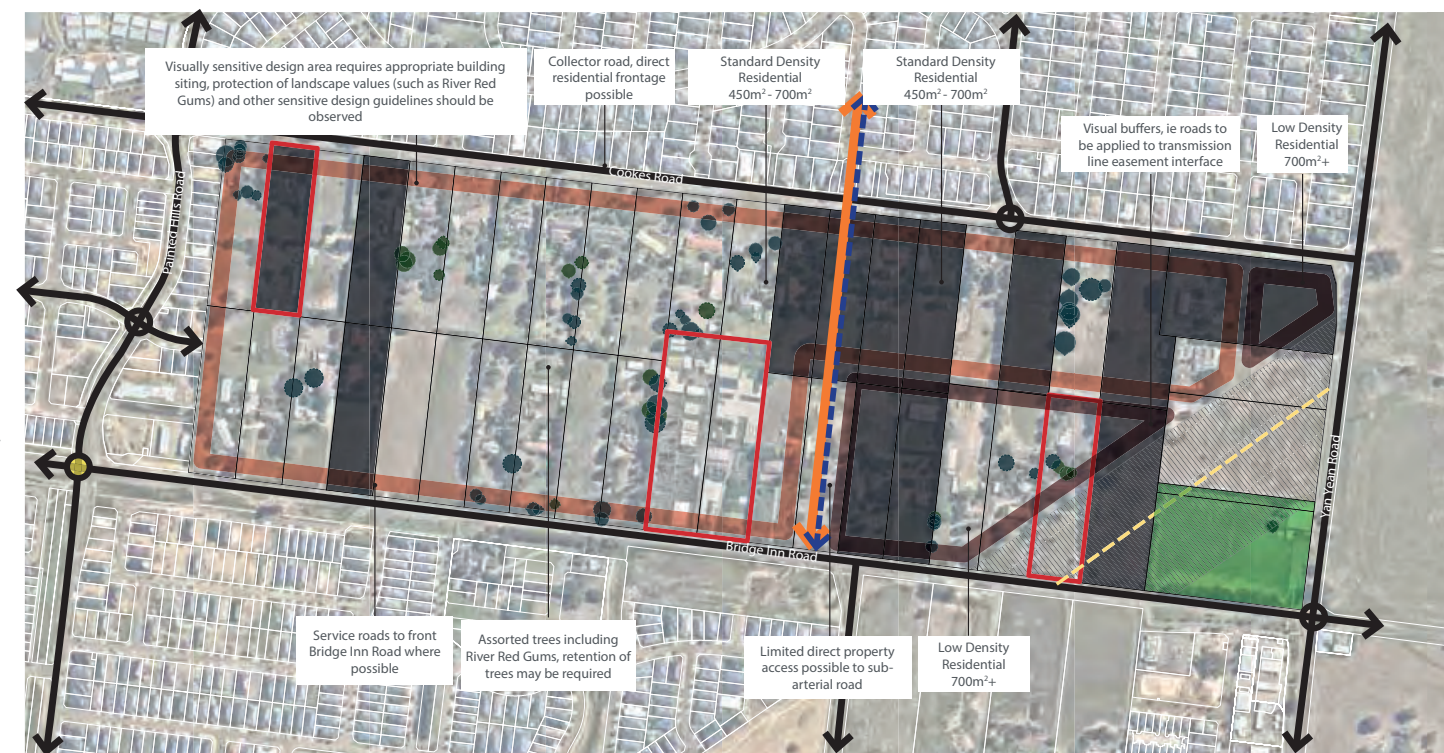 Visually sensitive design area requires appropriate building
siting, protection of landscape values (such as River Red
Gums) and other sensitive design guidelines should be
observed
Collector road, direct
residential frontage
possible
Standard Density
Residential
450m² - 700m²
Standard Density
Residential
450m² - 700m²
Visual buffers, ie roads to
be applied to transmission
line easement interface
Low Density
Residential
700m²+
Cookes Road
Painted Hills Road
Yan Yean Road
Bridge Inn Road
Service roads to front
Bridge Inn Road where
possible
Assorted trees including
River Red Gums, retention of
trees may be required
Limited direct property
access possible to sub-
arterial road
Low Density
Residential
700m²+